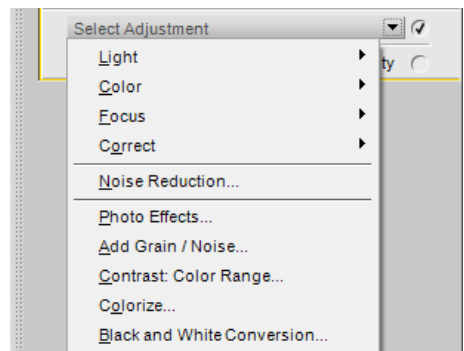 Select Adjustment
Light
ty
Color
Focus
Correct
Noise Reduction...
Photo Effects...
Add Grain / Noise...
Contrast: Color Range...
Colorize...
Black and White Conversion...